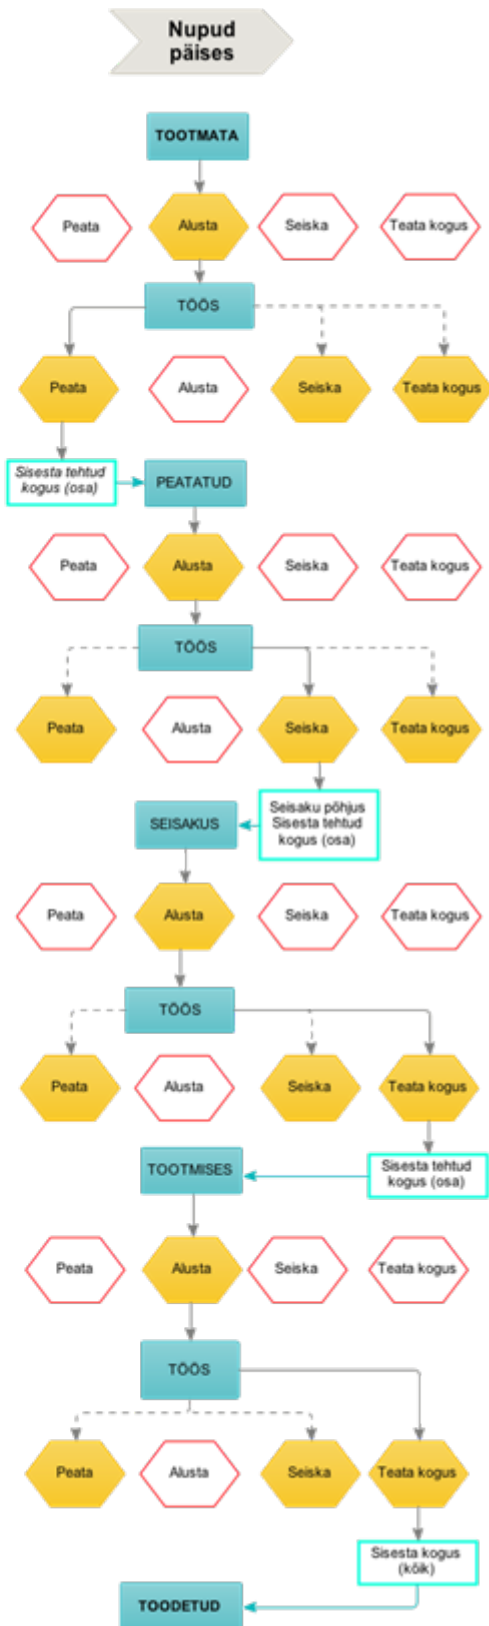 Nupud
päises
TOOTMATA
Peata
Alusta
Seiska
Teata kogus
TÖÖS
Peata
Alusta
Seiska
Teata kogus
Sisesta tehtud
kogus (osa)
PEATATUD
Peata
Alusta
Seiska
Teata kogus
TÖÖS
Peata
Alusta
Seiska
Teata kogus
Seisaku põhjus
Sisesta tehtud
kogus (osa)
SEISAKUS
Peata
Alusta
Seiska
Teata kogus
TÖÖS
Peata
Alusta
Seiska
Teata kogus
Sisesta tehtud
kogus (osa)
TOOTMISES
Peata
Alusta
Seiska
Teata kogus
TÖÖS
Peata
Alusta
Seiska
Teata kogus
Sisesta kogus
(kõik)
TOODETUD